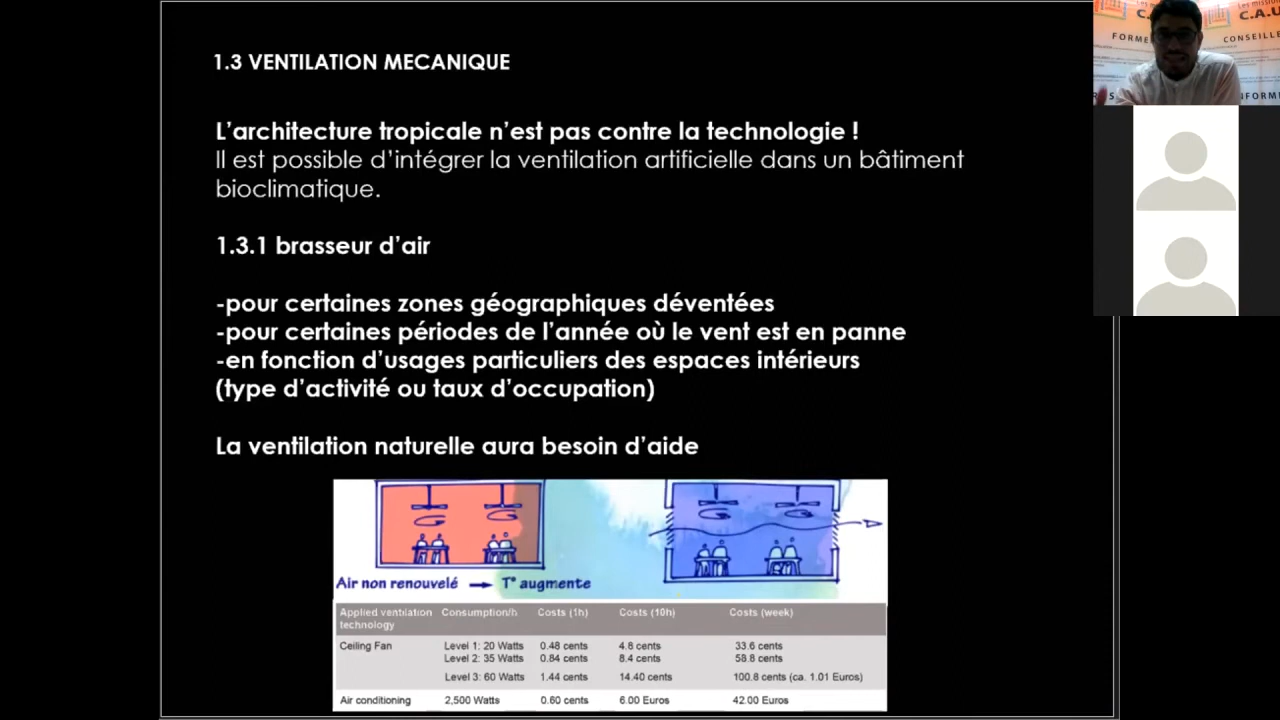 1.3 VENTILATION MECANIQUE
L’architecture tropicale n’est pas contre la technologie !
Il est possible d’intégrer la ventilation artificielle dans un bâtiment
bioclimatique.
1.3.1 brasseur d’air
-pour certaines zones géographiques déventées
-pour certaines périodes de l’année où le vent est en panne
-en fonction d’usages particuliers des espaces intérieurs
(type d’activité ou taux d’occupation)
La ventilation naturelle aura besoin d’aide
Air non renouvelé → T° augmente
Applied ventilation technology Consumption/h Costs (1h) Costs (10h) Costs (week)
Ceiling Fan Level 1: 20 Watts 0.48 cents 4.8 cents 33.6 cents
Level 2: 35 Watts 0.84 cents 8.4 cents 58.8 cents
Level 3: 60 Watts 1.44 cents 14.40 cents 100.8 cents (ca. 1.01 Euros)
Air conditioning 2,500 Watts 0.60 cents 6.00 Euros 42.00 Euros
Les mission
C.A.U
FORME
CONSEILLE